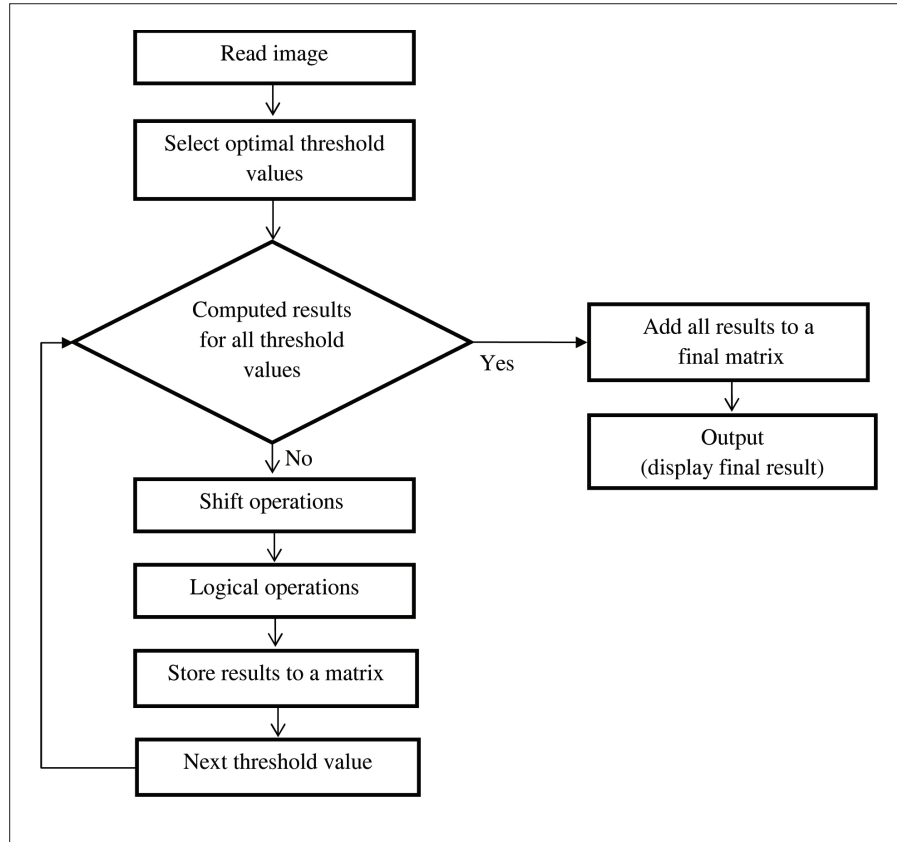 Read image
Select optimal threshold
values
Computed results
for all threshold
values
Yes
Add all results to a
final matrix
Output
(display final result)
No
Shift operations
Logical operations
Store results to a matrix
Next threshold value